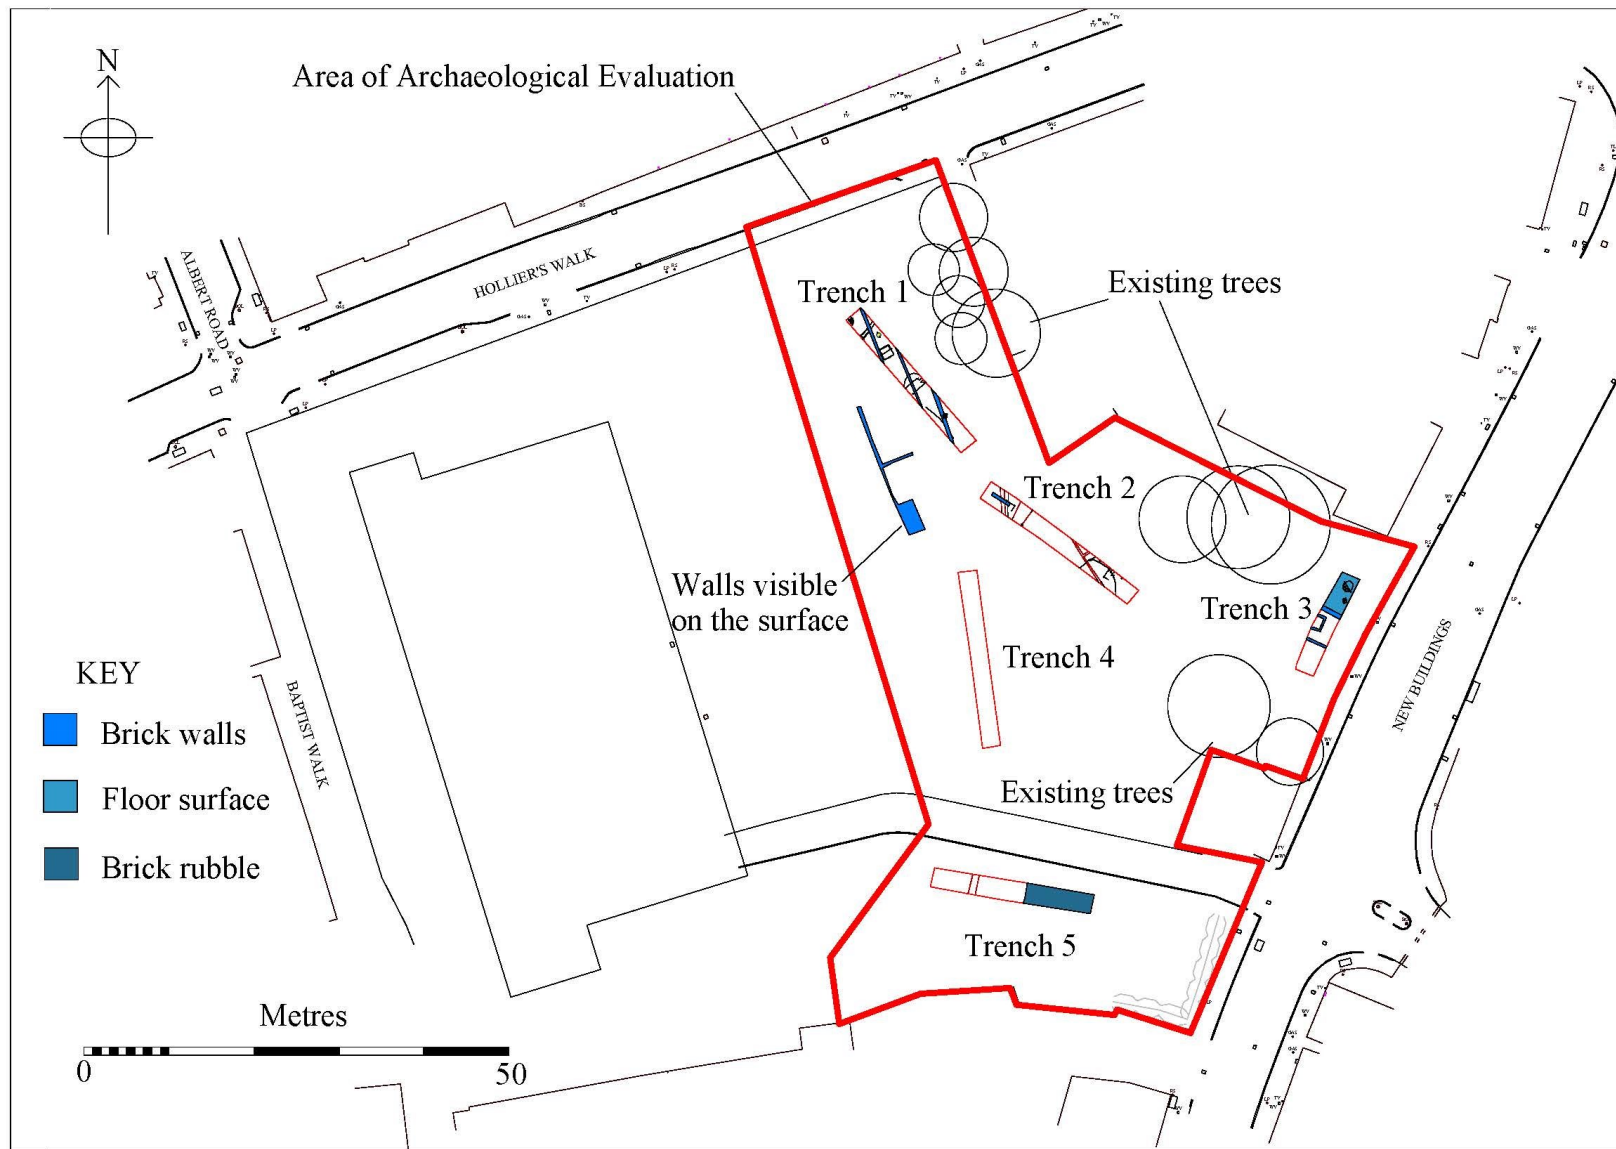 N
Area of Archaeological Evaluation
ALBERT ROAD
HOLLIER'S WALK
Trench 1
Existing trees
Trench 2
Walls visible
on the surface
Trench 3
Trench 4
NEW BUILDINGS
KEY
BAPTIST WALK
Brick walls
Floor surface
Existing trees
Brick rubble
Trench 5
Metres
0
50